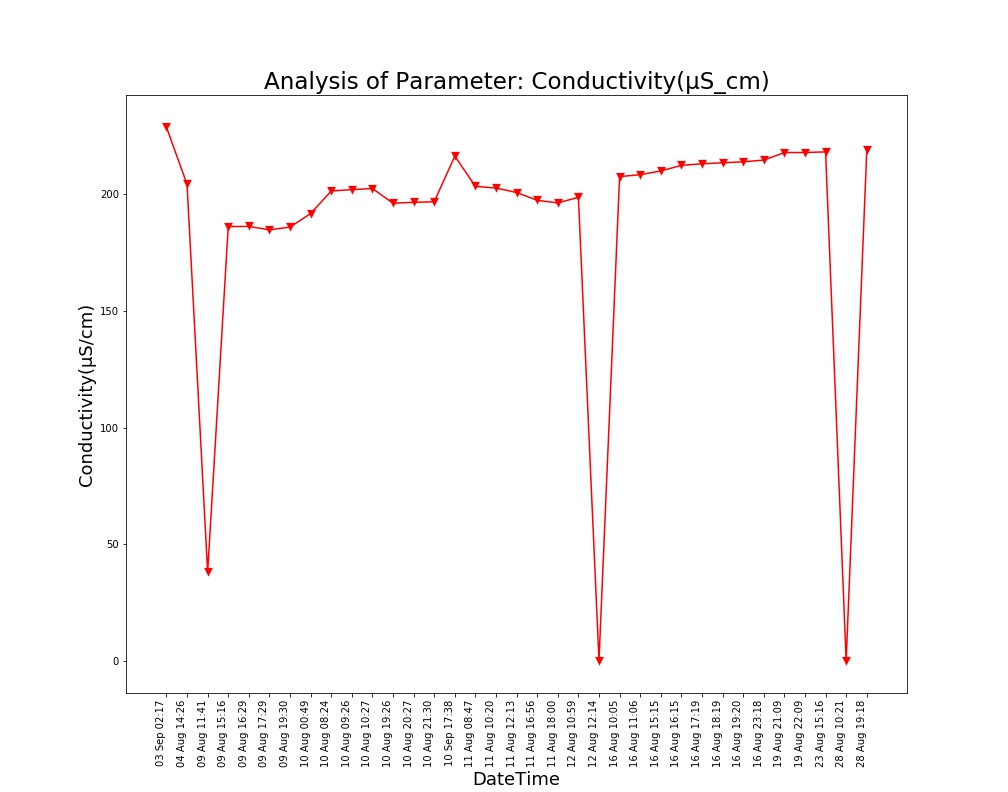 Analysis of Parameter: Conductivity(µS_cm)
Conductivity(µS/cm)
200
150
100
50
0
03 Sep 02:17
04 Aug 14:26
09 Aug 11:41
09 Aug 15:16
09 Aug 16:29
09 Aug 17:29
09 Aug 19:30
10 Aug 00:49
10 Aug 08:24
10 Aug 09:26
10 Aug 10:27
10 Aug 19:26
10 Aug 20:27
10 Aug 21:30
10 Sep 17:38
11 Aug 08:47
11 Aug 10:20
11 Aug 12:13
11 Aug 16:56
11 Aug 18:00
12 Aug 10:59
12 Aug 12:14
16 Aug 10:05
16 Aug 11:06
16 Aug 15:15
16 Aug 16:15
16 Aug 17:19
16 Aug 18:19
16 Aug 19:20
16 Aug 23:18
19 Aug 21:09
19 Aug 22:09
23 Aug 15:16
28 Aug 10:21
28 Aug 19:18
DateTime